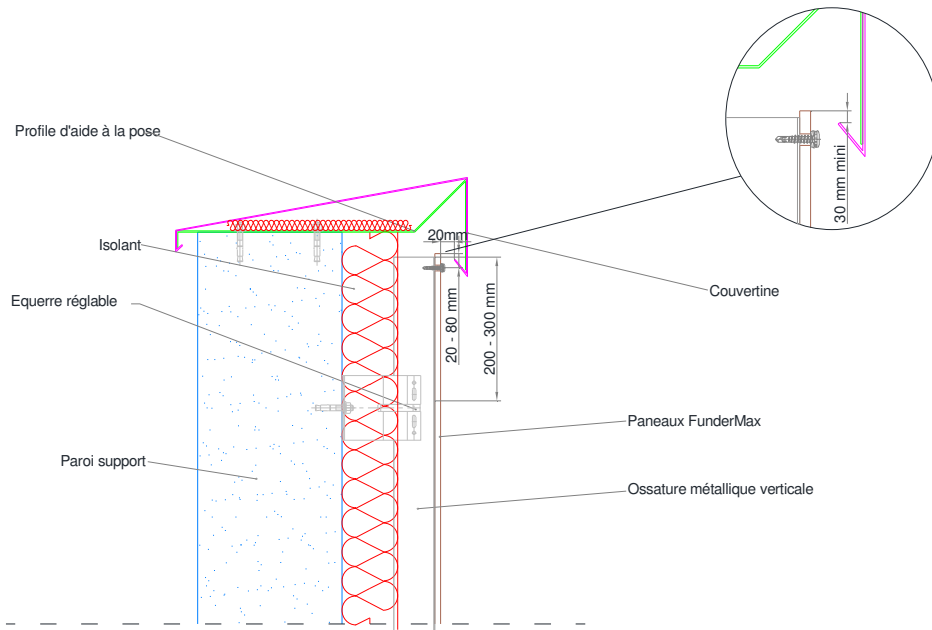 Profile d'aide à la pose
Isolant
Equerre réglable
Paroi support
20mm
20 - 80 mm
200 - 300 mm
30 mm mini
Couvertine
Paneaux FunderMax
Ossature métallique verticale